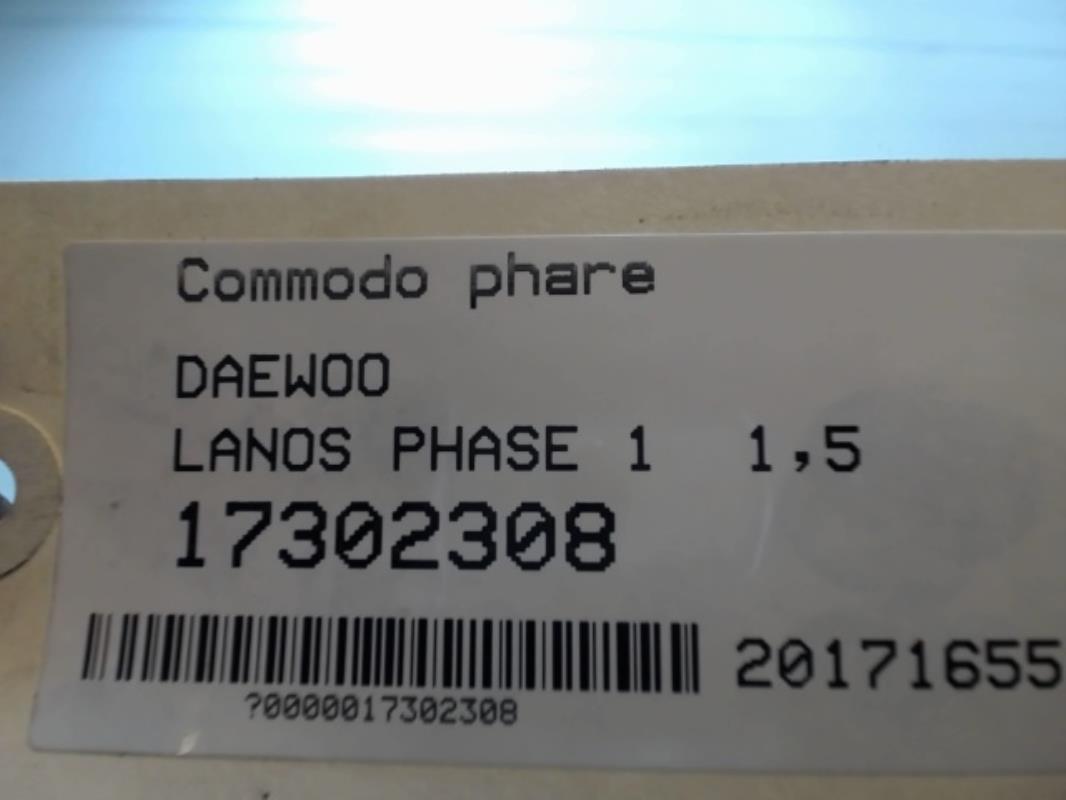 Commodo phare
DAEWOO
LANOS PHASE 1 1,5
17302308
20171655
?0000017302308